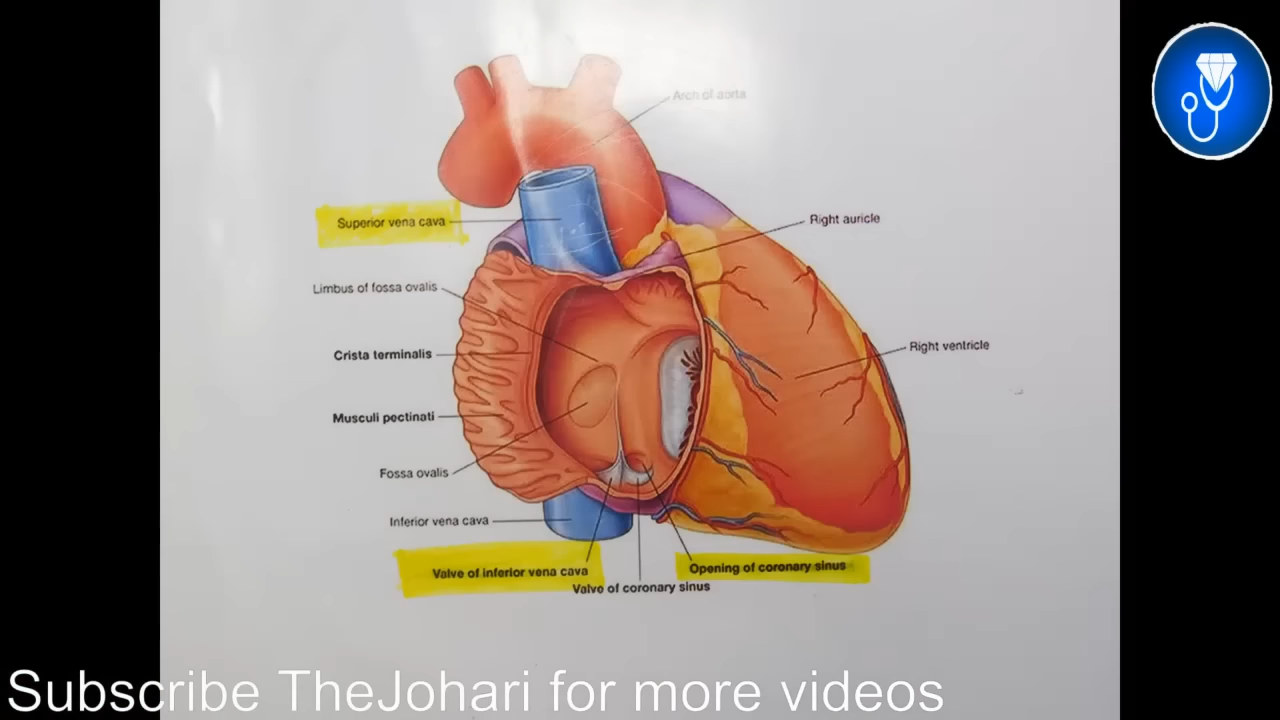 Arch of aorta
Superior vena cava
Right auricle
Limbus of fossa ovalis
Right ventricle
Crista terminalis
Musculi pectinati
Fossa ovalis
Inferior vena cava
Opening of coronary sinus
Valve of inferior vena cava
Valve of coronary sinus
Subscribe TheJohari for more videos